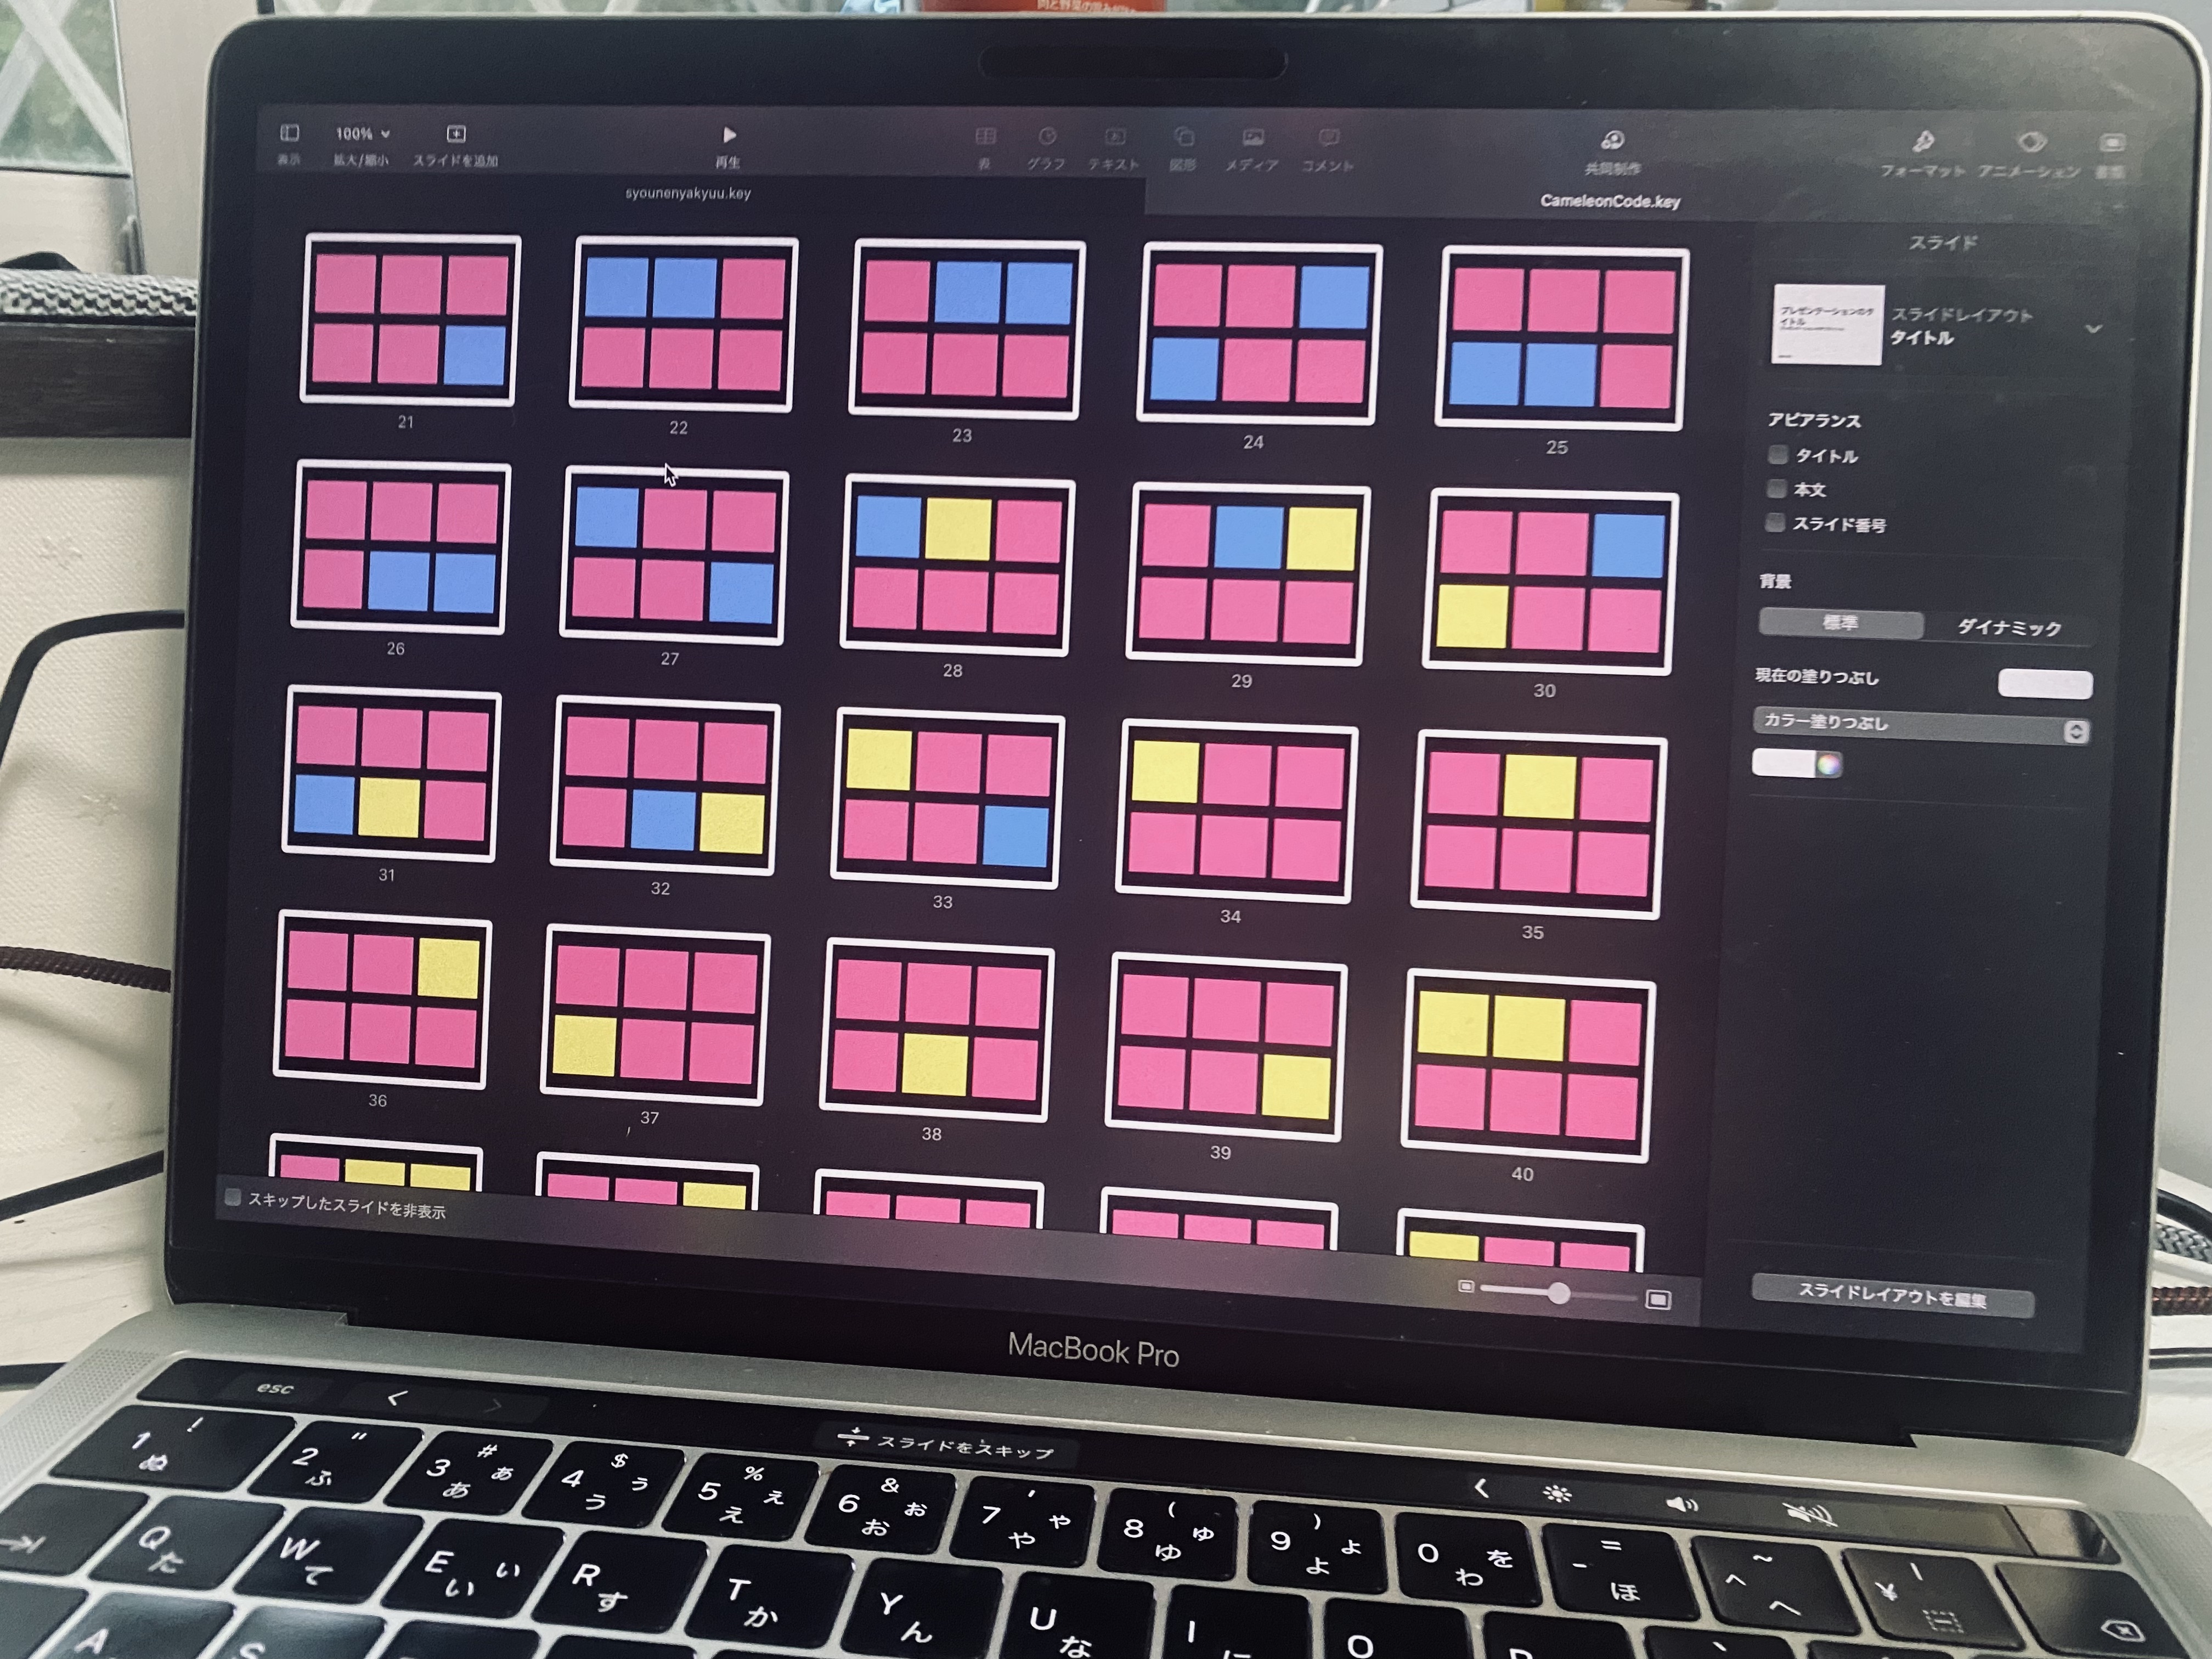 100%
表示
拡大/縮小
スライドを追加
再生
表
グラフ
テキスト
図形
メディア
コメント
共同制作
フォーマット
アニメーション
syounenyakyuu.key
CameleonCode.key
スライド
スライドレイアウト
タイトル
アピアランス
タイトル
本文
スライド番号
背景
標準
ダイナミック
現在の塗りつぶし
カラー塗りつぶし
21
22
23
24
25
26
27
28
29
30
31
32
33
34
35
36
37
38
39
40
スキップしたスライドを非表示
スライドレイアウトを編集
MacBook Pro
esc
スライドをスキップ
1 ! ぬ
2 " ふ
3 # あ ぁ
4 $ う ぅ
5 % え ぇ
6 & お ぉ
7 ' や ゃ
8 ( ゆ ゅ
9 ) よ ょ
0 わ を
- = ほ
^ ~ へ
¥ |
Q た
W て
E い ぃ
R す
T か
Y ん
U な
I に
O
A
S